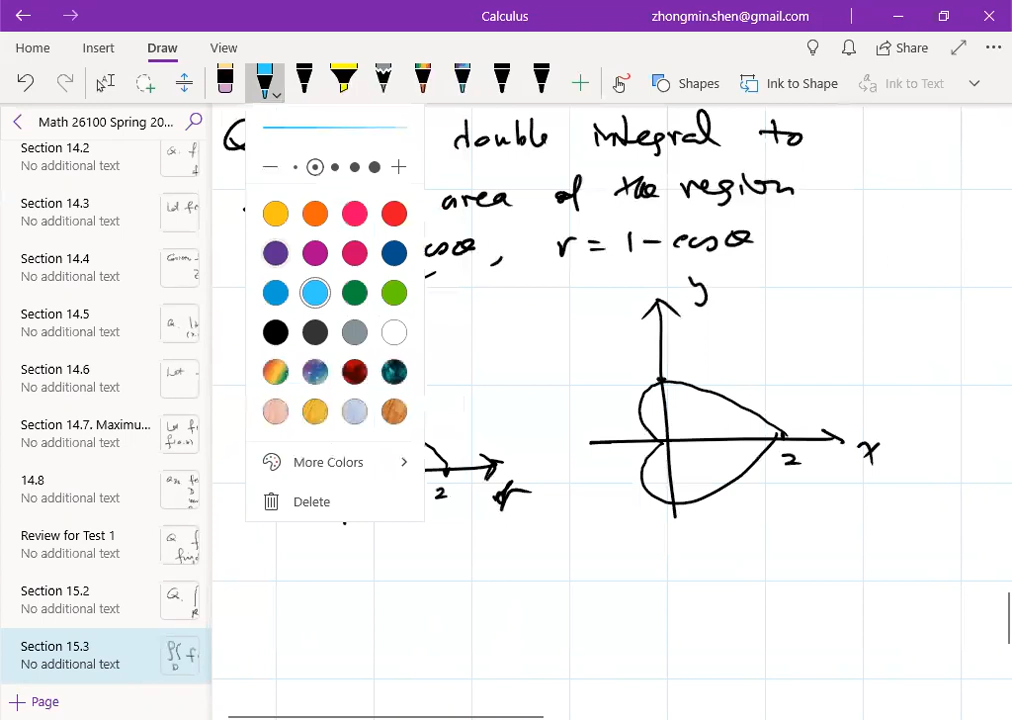 Calculus
zhongmin.shen@gmail.com
Home
Insert
Draw
View
Share
Shapes
Ink to Shape
Ink to Text
Math 26100 Spring 20...
Section 14.2
No additional text
Section 14.3
No additional text
Section 14.4
No additional text
Section 14.5
No additional text
Section 14.6
No additional text
Section 14.7. Maximu...
No additional text
14.8
No additional text
Review for Test 1
No additional text
Section 15.2
No additional text
Section 15.3
No additional text
Page
More Colors
Delete
double integral to
area of the region
cosθ, r = 1 - cosθ
y
x
2
2